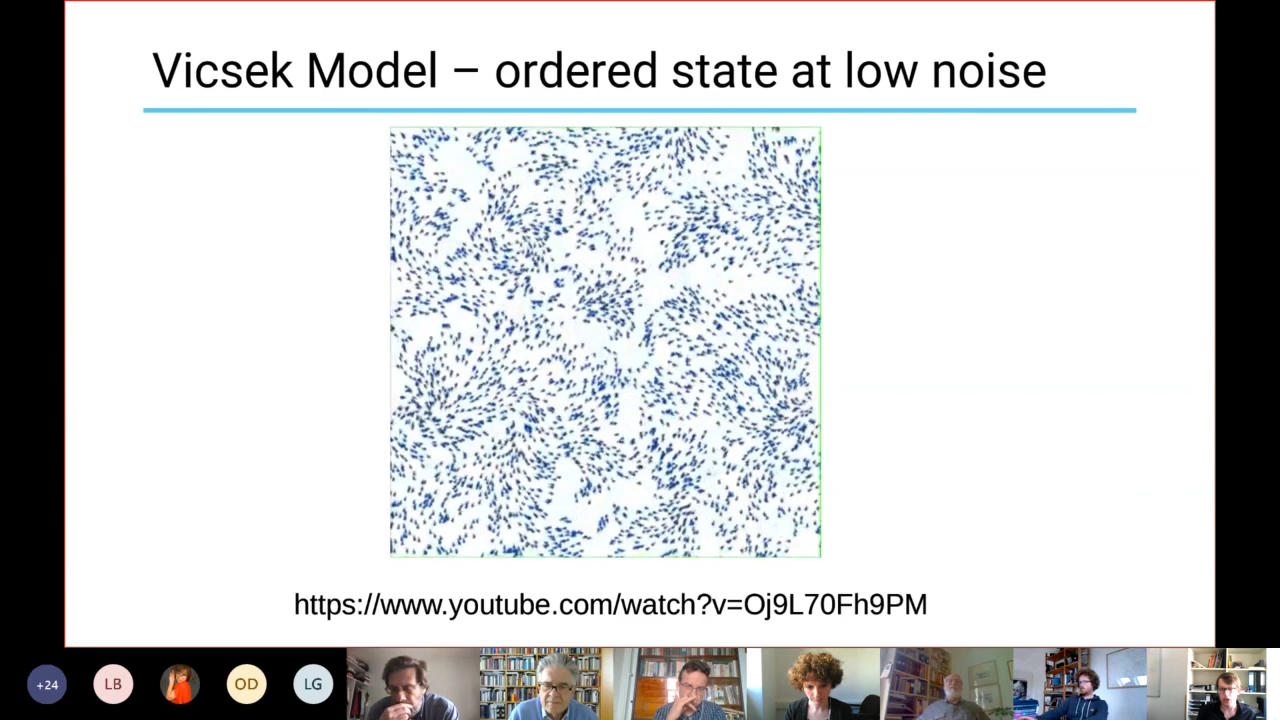 Vicsek Model – ordered state at low noise
https://www.youtube.com/watch?v=Oj9L70Fh9PM
+24
LB
OD
LG